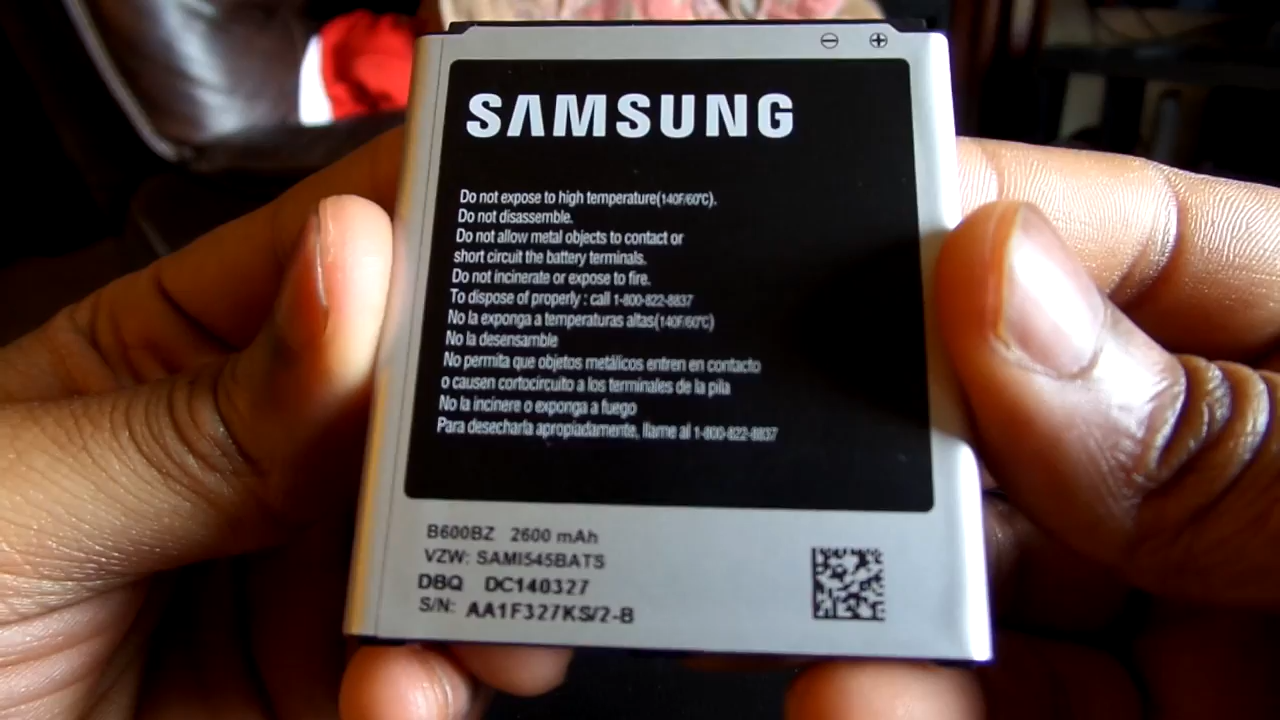 SAMSUNG
Do not expose to high temperature(140F/60°C).
Do not disassemble.
Do not allow metal objects to contact or
short circuit the battery terminals.
Do not incinerate or expose to fire.
To dispose of properly : call 1-800-822-8837
No la exponga a temperaturas altas(140F/60°C)
No la desensamble
No permita que objetos metálicos entren en contacto
o causen cortocircuito a los terminales de la pila
No la incinere o exponga a fuego
Para desecharla apropiadamente, llame al 1-800-822-8837
B600BZ 2600 mAh
VZW: SAMI545BATS
DBQ DC140327
S/N: AA1F327KS/2-B